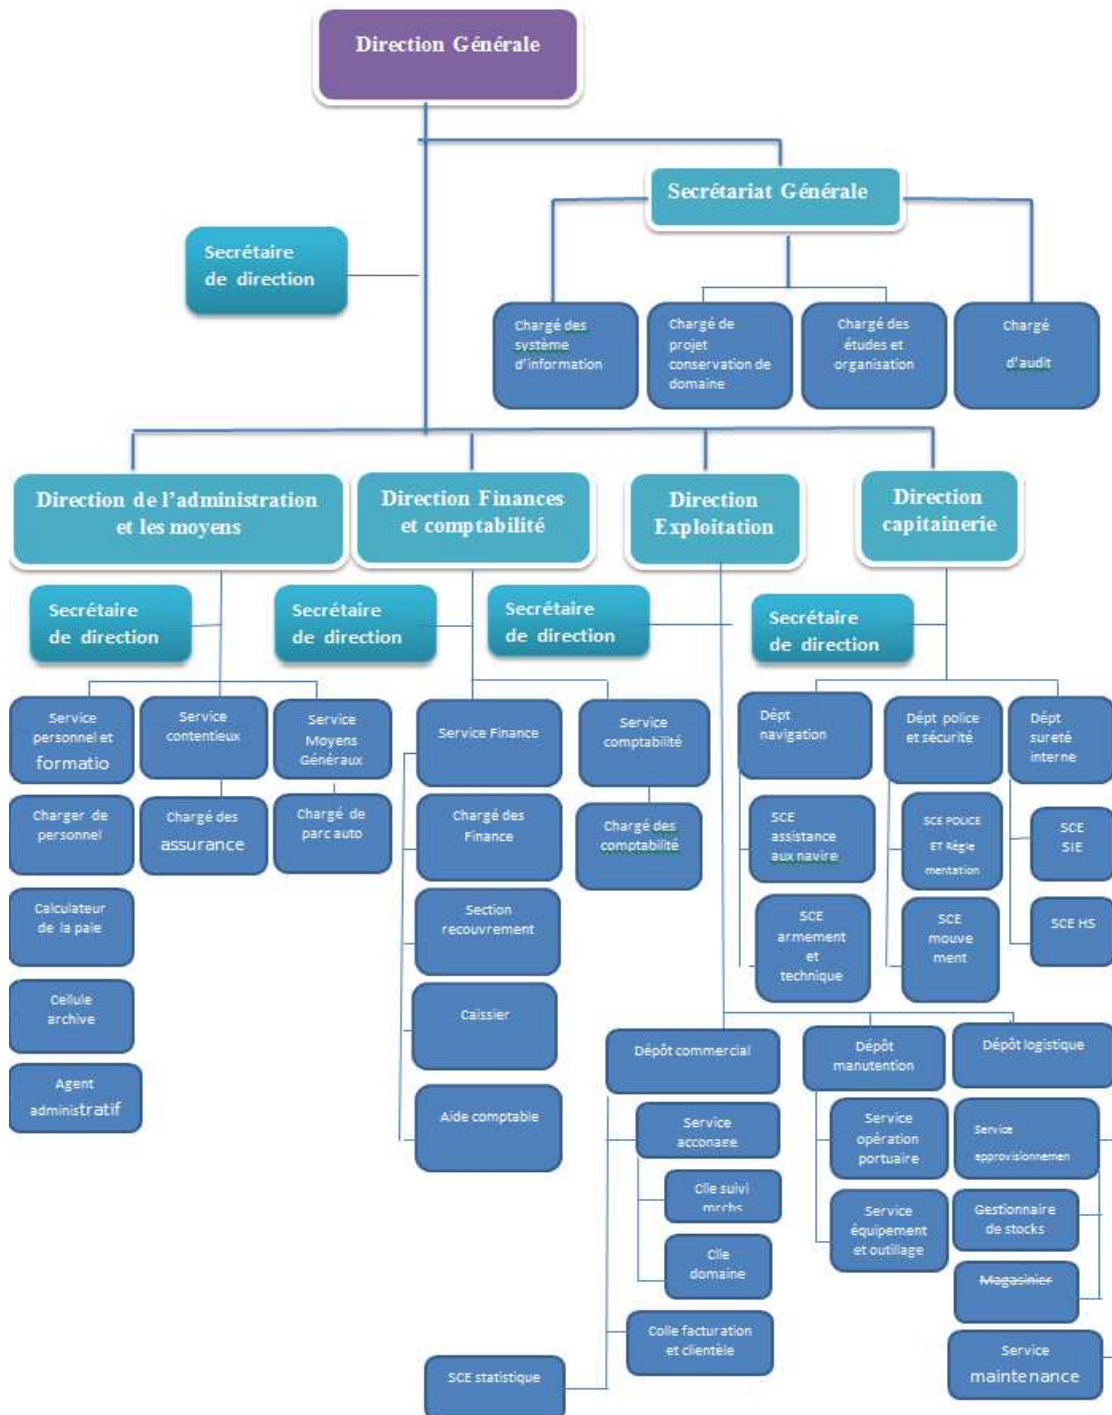 Direction Générale
Secrétariat Générale
Secrétaire
de direction
Chargé des
système
d'information
Chargé de
projet
conservation de
domaine
Chargé des
études et
organisation
Chargé
d'audit
Direction de l'administration
et les moyens
Direction Finances
et comptabilité
Direction
Exploitation
Direction
capitainerie
Secrétaire
de direction
Secrétaire
de direction
Secrétaire
de direction
Secrétaire
de direction
Service
personnel et
formatio
Service
contentieux
Service
Moyens
Généraux
Service Finance
Service
comptabilité
Dépt
navigation
Dépt police
et sécurité
Dépt
sureté
interne
Charger de
personnel
Chargé des
assurance
Chargé de
parc auto
Chargé des
Finance
Chargé des
comptabilité
SCE
assistance
aux navire
SCE POLICE
ET Règle
mentation
SCE
SIE
Calculateur
de la paie
Section
recouvrement
SCE
armement
et
technique
SCE
mouve
ment
SCE HS
Cellule
archive
Caissier
Agent
administratif
Aide comptable
Dépôt commercial
Dépôt
manutention
Dépôt logistique
Service
acconage
Service
opération
portuaire
Service
approvisionnemen
Clle suivi
mrchs
Service
équipement
et outillage
Gestionnaire
de stocks
Clle
domaine
Magasinier
Colle facturation
et clientèle
Service
maintenance
SCE statistique